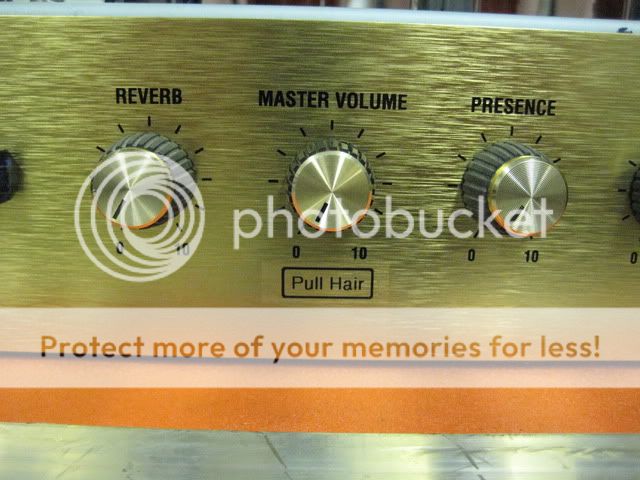 REVERB MASTER VOLUME PRESENCE
0 10 0 10 0 10 0
Pull Hair
photobucket
Protect more of your memories for less!